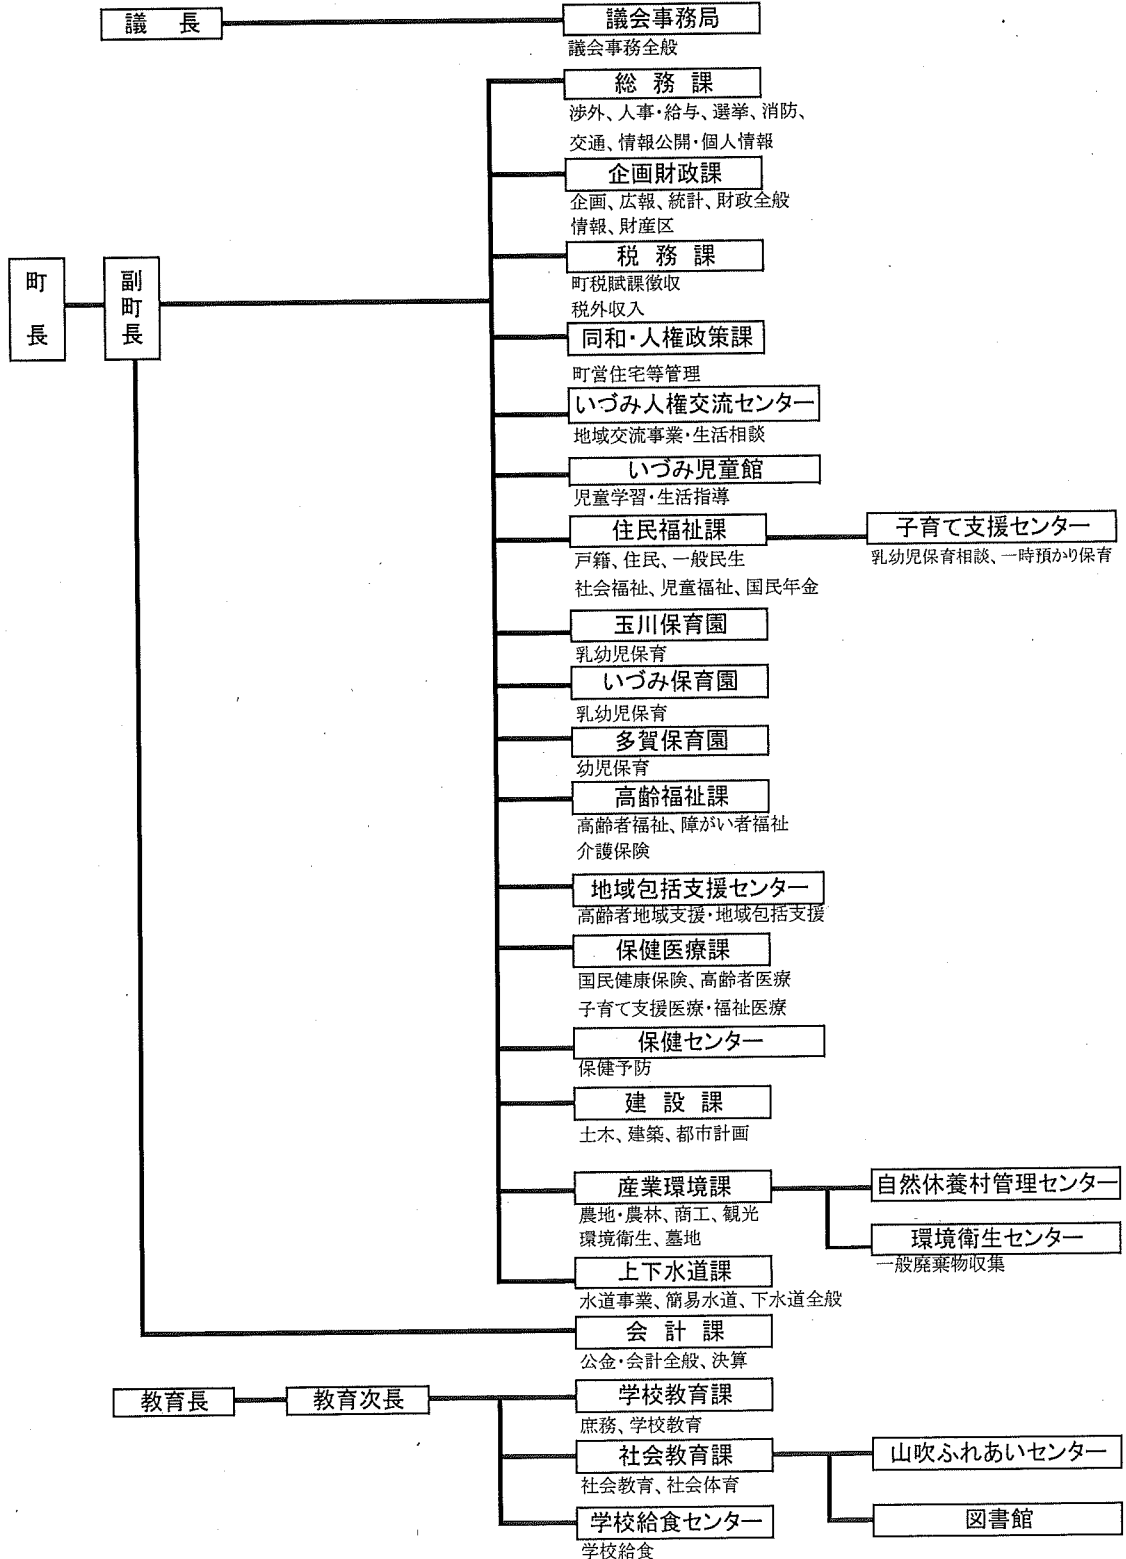 議長
議会事務局
議会事務全般
総務課
渉外、人事・給与、選挙、消防、
交通、情報公開・個人情報
企画財政課
企画、広報、統計、財政全般
情報、財産区
税務課
町税賦課徴収
税外収入
町長
副町長
同和・人権政策課
町営住宅等管理
いづみ人権交流センター
地域交流事業・生活相談
いづみ児童館
児童学習・生活指導
住民福祉課
戸籍、住民、一般民生
社会福祉、児童福祉、国民年金
子育て支援センター
乳幼児保育相談、一時預かり保育
玉川保育園
乳幼児保育
いづみ保育園
乳幼児保育
多賀保育園
幼児保育
高齢福祉課
高齢者福祉、障がい者福祉
介護保険
地域包括支援センター
高齢者地域支援・地域包括支援
保健医療課
国民健康保険、高齢者医療
子育て支援医療・福祉医療
保健センター
保健予防
建設課
土木、建築、都市計画
産業環境課
農地・農林、商工、観光
環境衛生、墓地
自然休養村管理センター
環境衛生センター
一般廃棄物収集
上下水道課
水道事業、簡易水道、下水道全般
会計課
公金・会計全般、決算
教育長
教育次長
学校教育課
庶務、学校教育
社会教育課
社会教育、社会体育
山吹ふれあいセンター
図書館
学校給食センター
学校給食